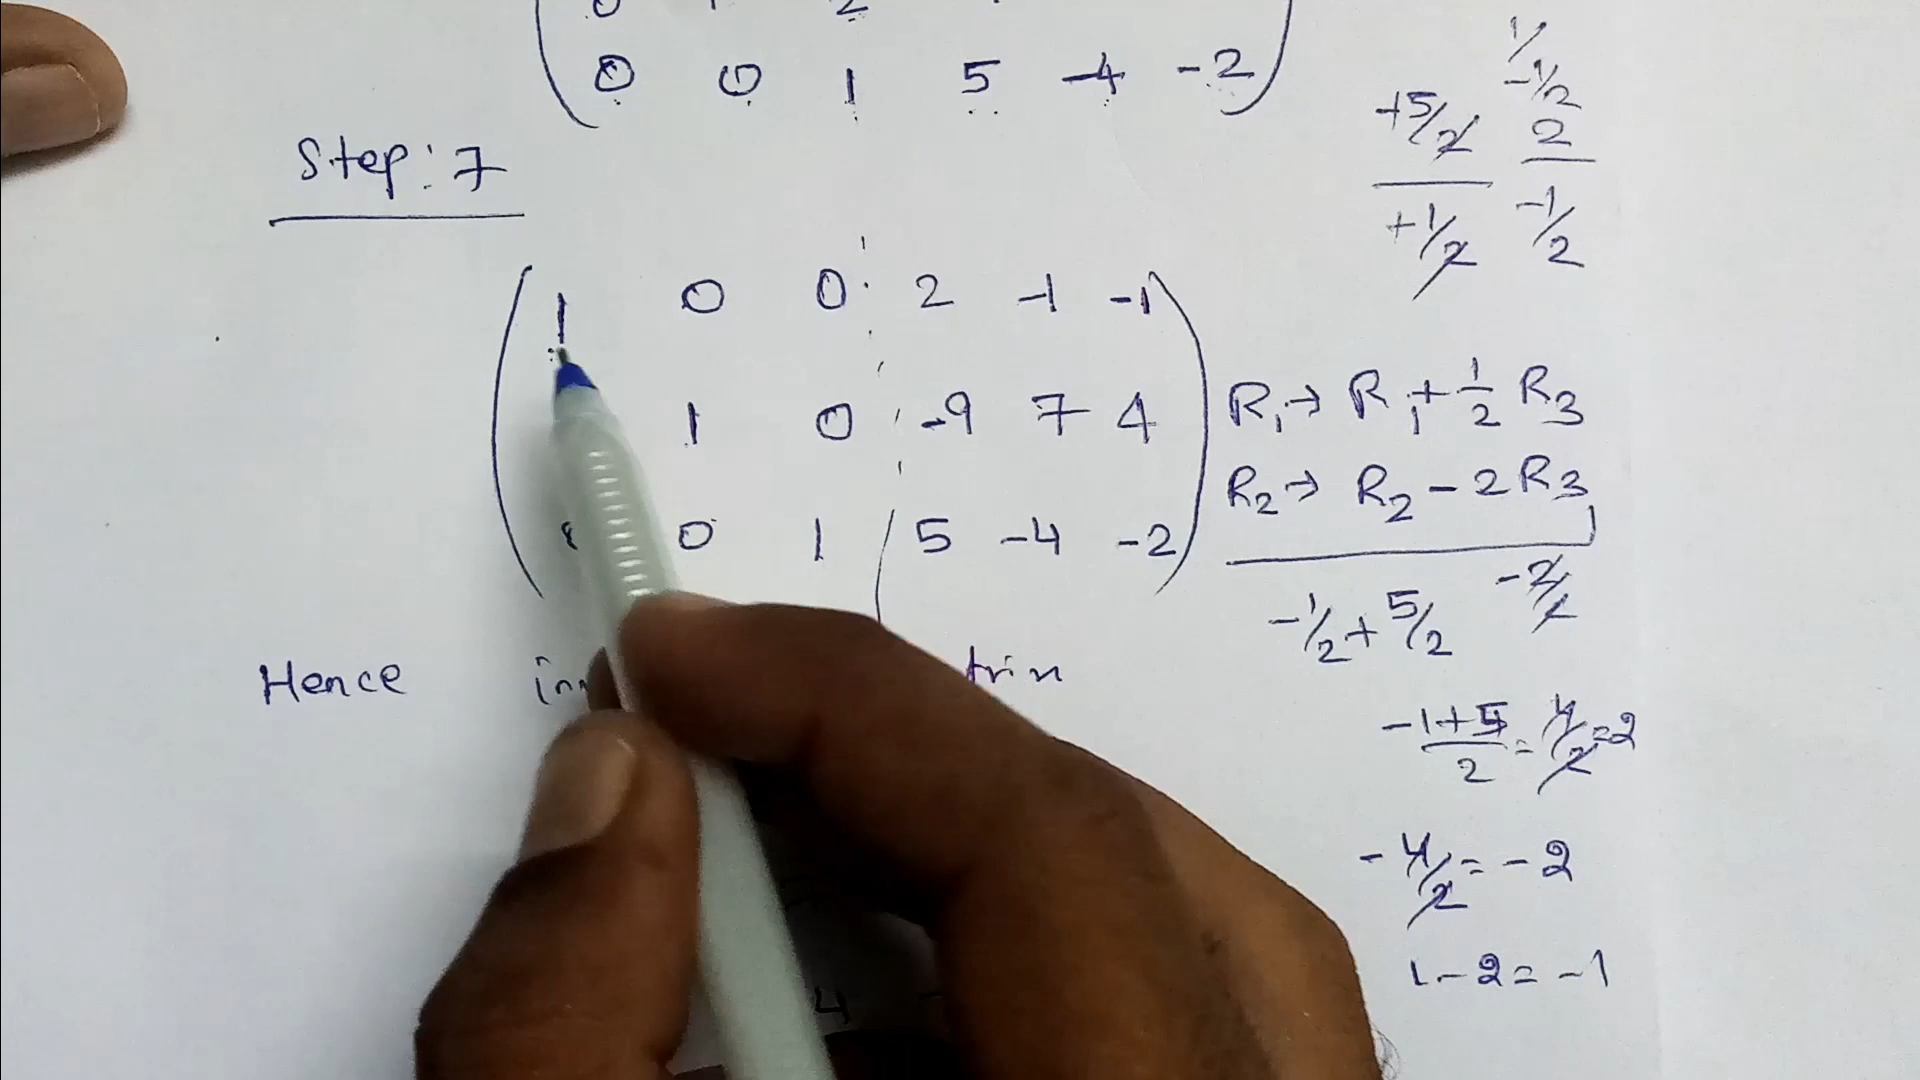 0 0 1 5 -4 -2
Step: 7
1 0 0 2 -1 -1
1 0 -9 7 4
0 1 5 -4 -2
R₁ → R₁ + 1/2 R₃
R₂ → R₂ - 2R₃
Hence
+5/2
+1/2
-1/2
2
-1/2
-1/2 + 5/2
-2/2
-1+5/2 = 4/2 = 2
-4/2 = -2
1 - 2 = -1
4